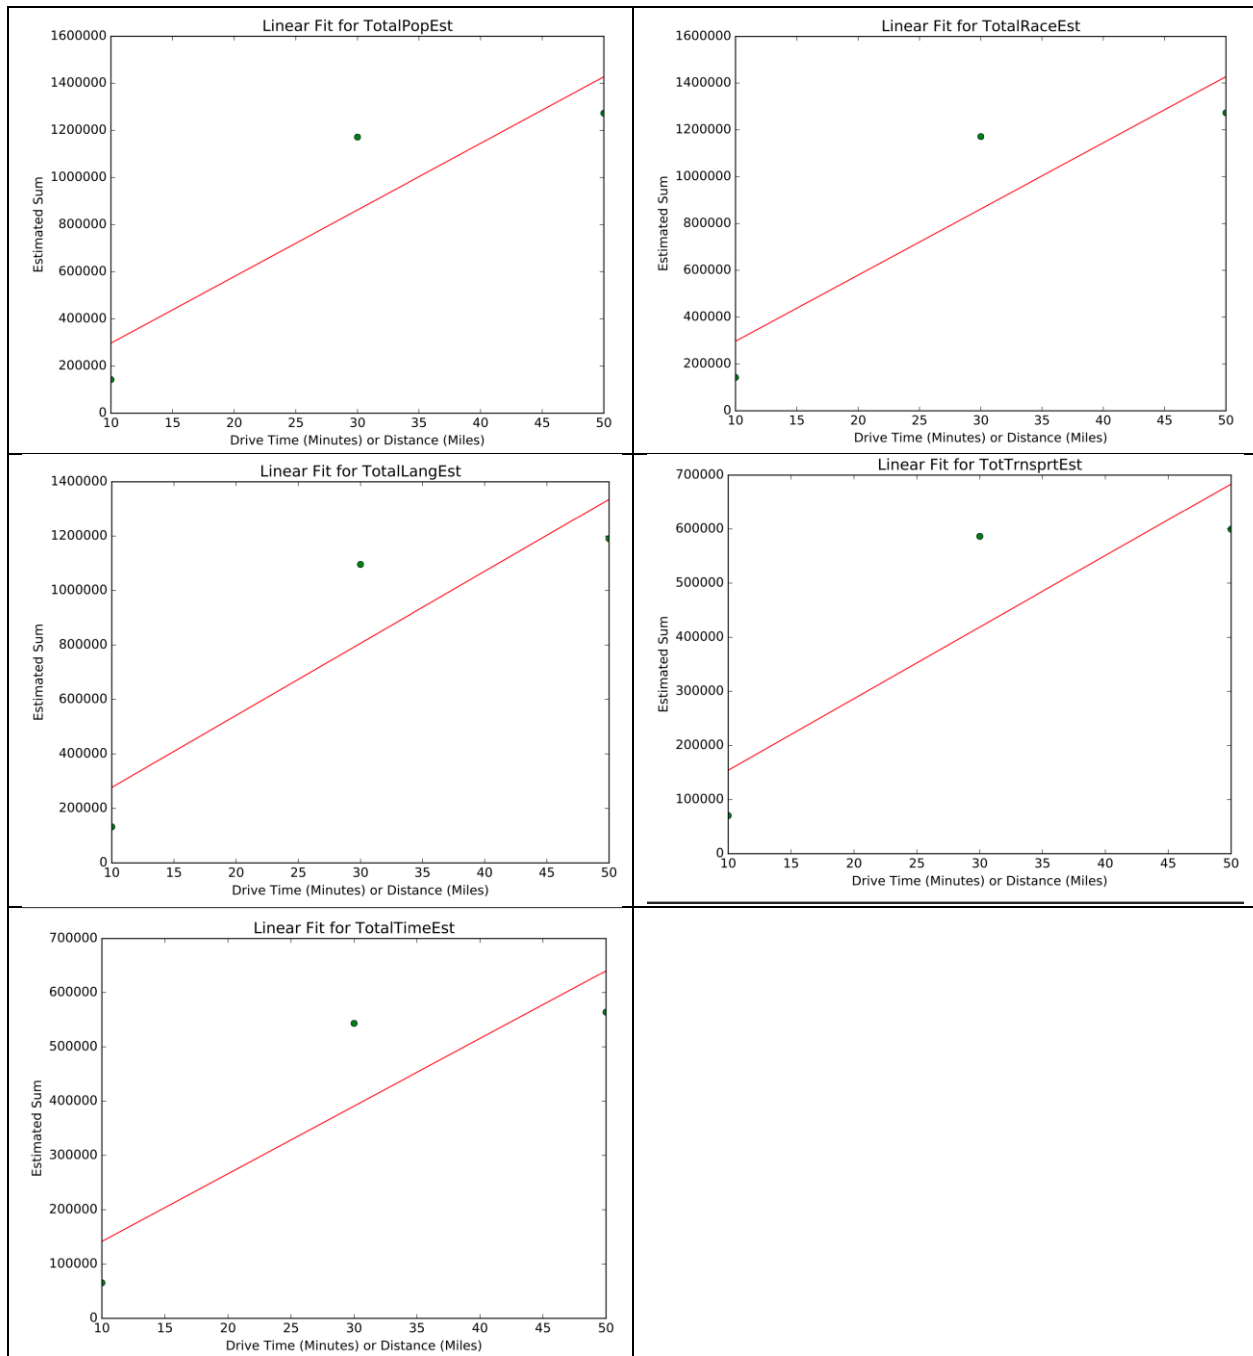 Linear Fit for TotalPopEst
1600000
1400000
1200000
1000000
800000
600000
400000
200000
0
Estimated Sum
10 15 20 25 30 35 40 45 50
Drive Time (Minutes) or Distance (Miles)
Linear Fit for TotalRaceEst
1600000
1400000
1200000
1000000
800000
600000
400000
200000
0
Estimated Sum
10 15 20 25 30 35 40 45 50
Drive Time (Minutes) or Distance (Miles)
Linear Fit for TotalLangEst
1400000
1200000
1000000
800000
600000
400000
200000
0
Estimated Sum
10 15 20 25 30 35 40 45 50
Drive Time (Minutes) or Distance (Miles)
Linear Fit for TotTrnsprtEst
700000
600000
500000
400000
300000
200000
100000
0
Estimated Sum
10 15 20 25 30 35 40 45 50
Drive Time (Minutes) or Distance (Miles)
Linear Fit for TotalTimeEst
700000
600000
500000
400000
300000
200000
100000
0
Estimated Sum
10 15 20 25 30 35 40 45 50
Drive Time (Minutes) or Distance (Miles)